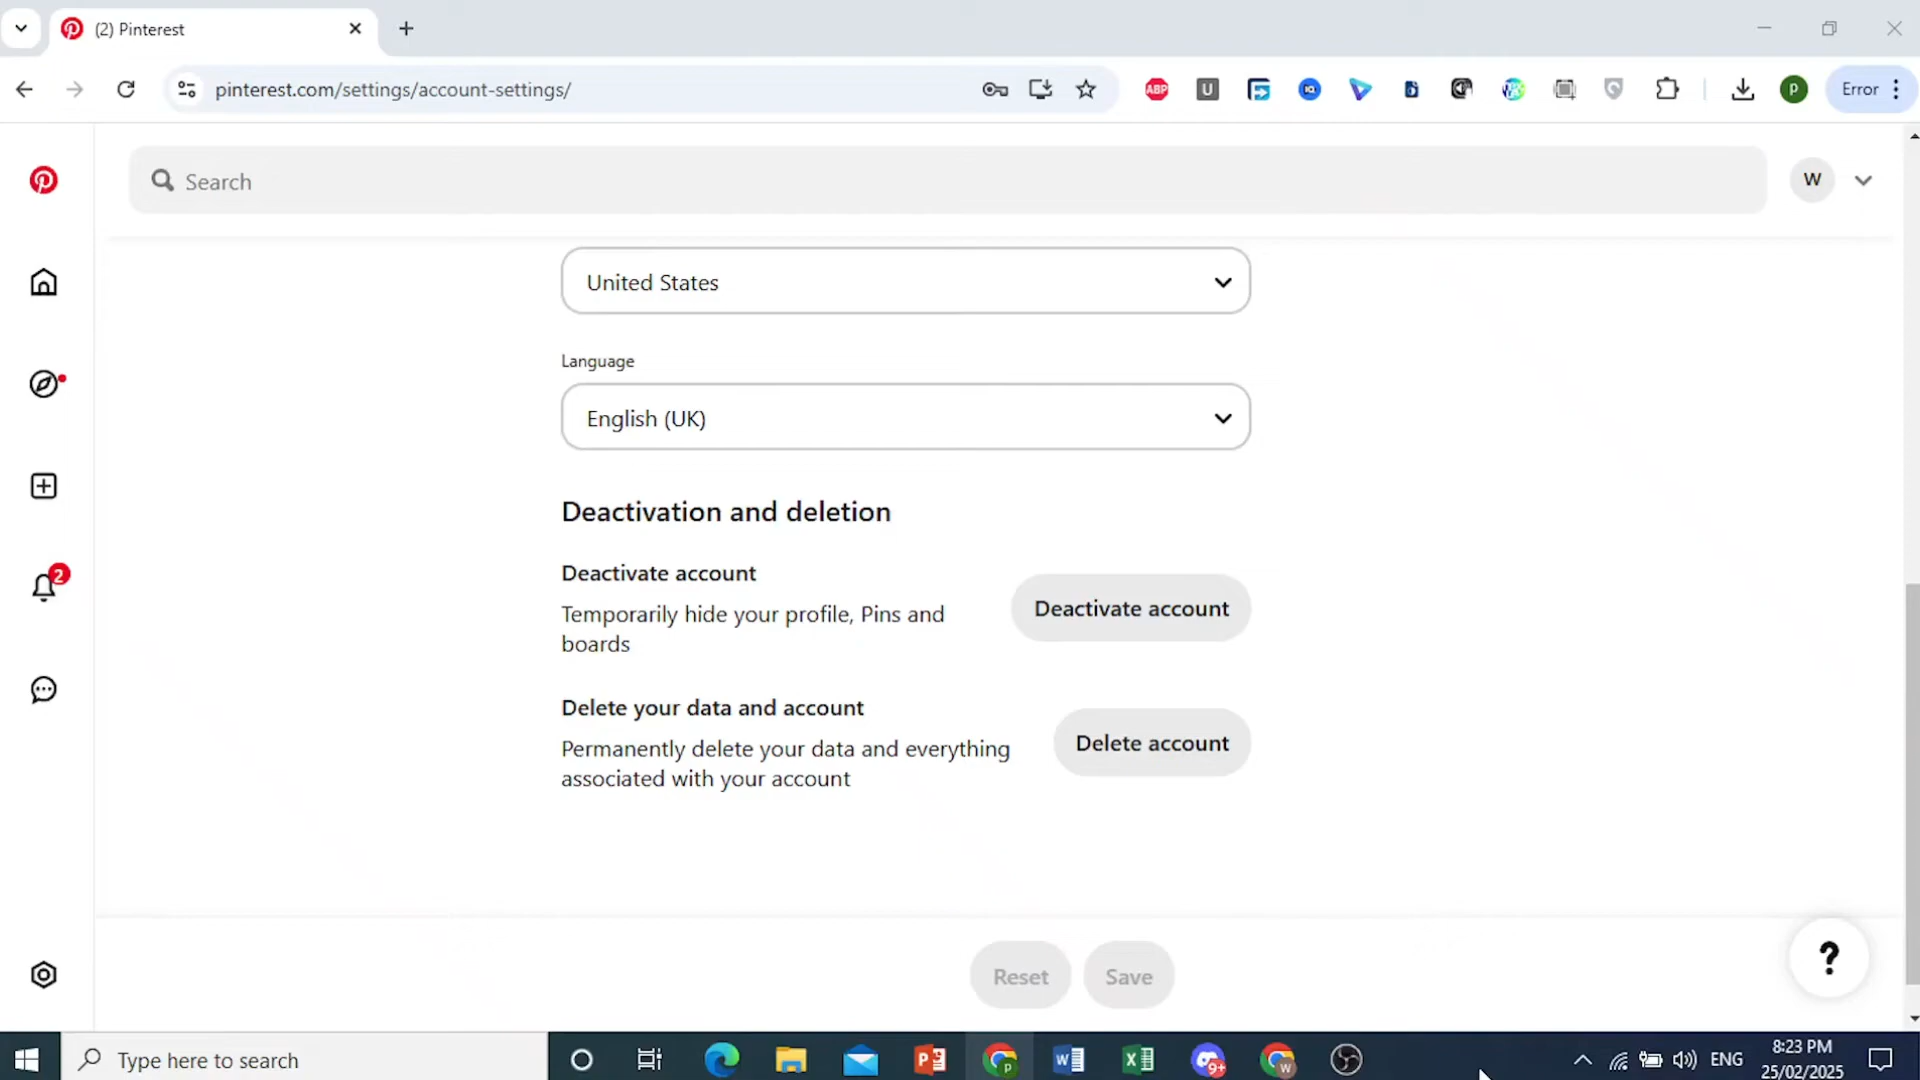 (2) Pinterest
pinterest.com/settings/account-settings/
ABP
U
P
Error
Search
W
United States
Language
English (UK)
Deactivation and deletion
Deactivate account
Temporarily hide your profile, Pins and
boards
Deactivate account
2
Delete your data and account
Permanently delete your data and everything
associated with your account
Delete account
Reset
Save
?
Type here to search
9+
ENG
8:23 PM
25/02/2025